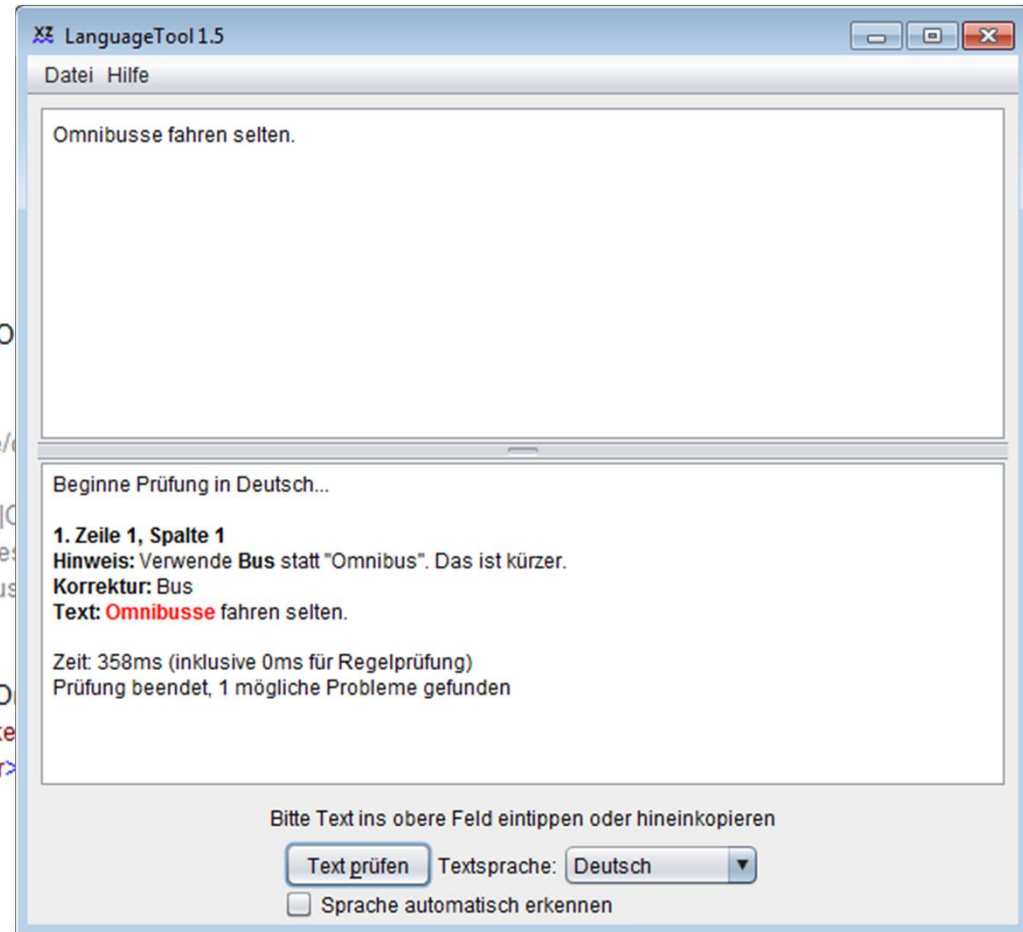 LanguageTool 1.5
Datei Hilfe
Omnibusse fahren selten.
Beginne Prüfung in Deutsch...
1. Zeile 1, Spalte 1
Hinweis: Verwende Bus statt "Omnibus". Das ist kürzer.
Korrektur: Bus
Text: Omnibusse fahren selten.
Zeit: 358ms (inklusive 0ms für Regelprüfung)
Prüfung beendet, 1 mögliche Probleme gefunden
Bitte Text ins obere Feld eintippen oder hineinkopieren
Text prüfen Textsprache: Deutsch
Sprache automatisch erkennen